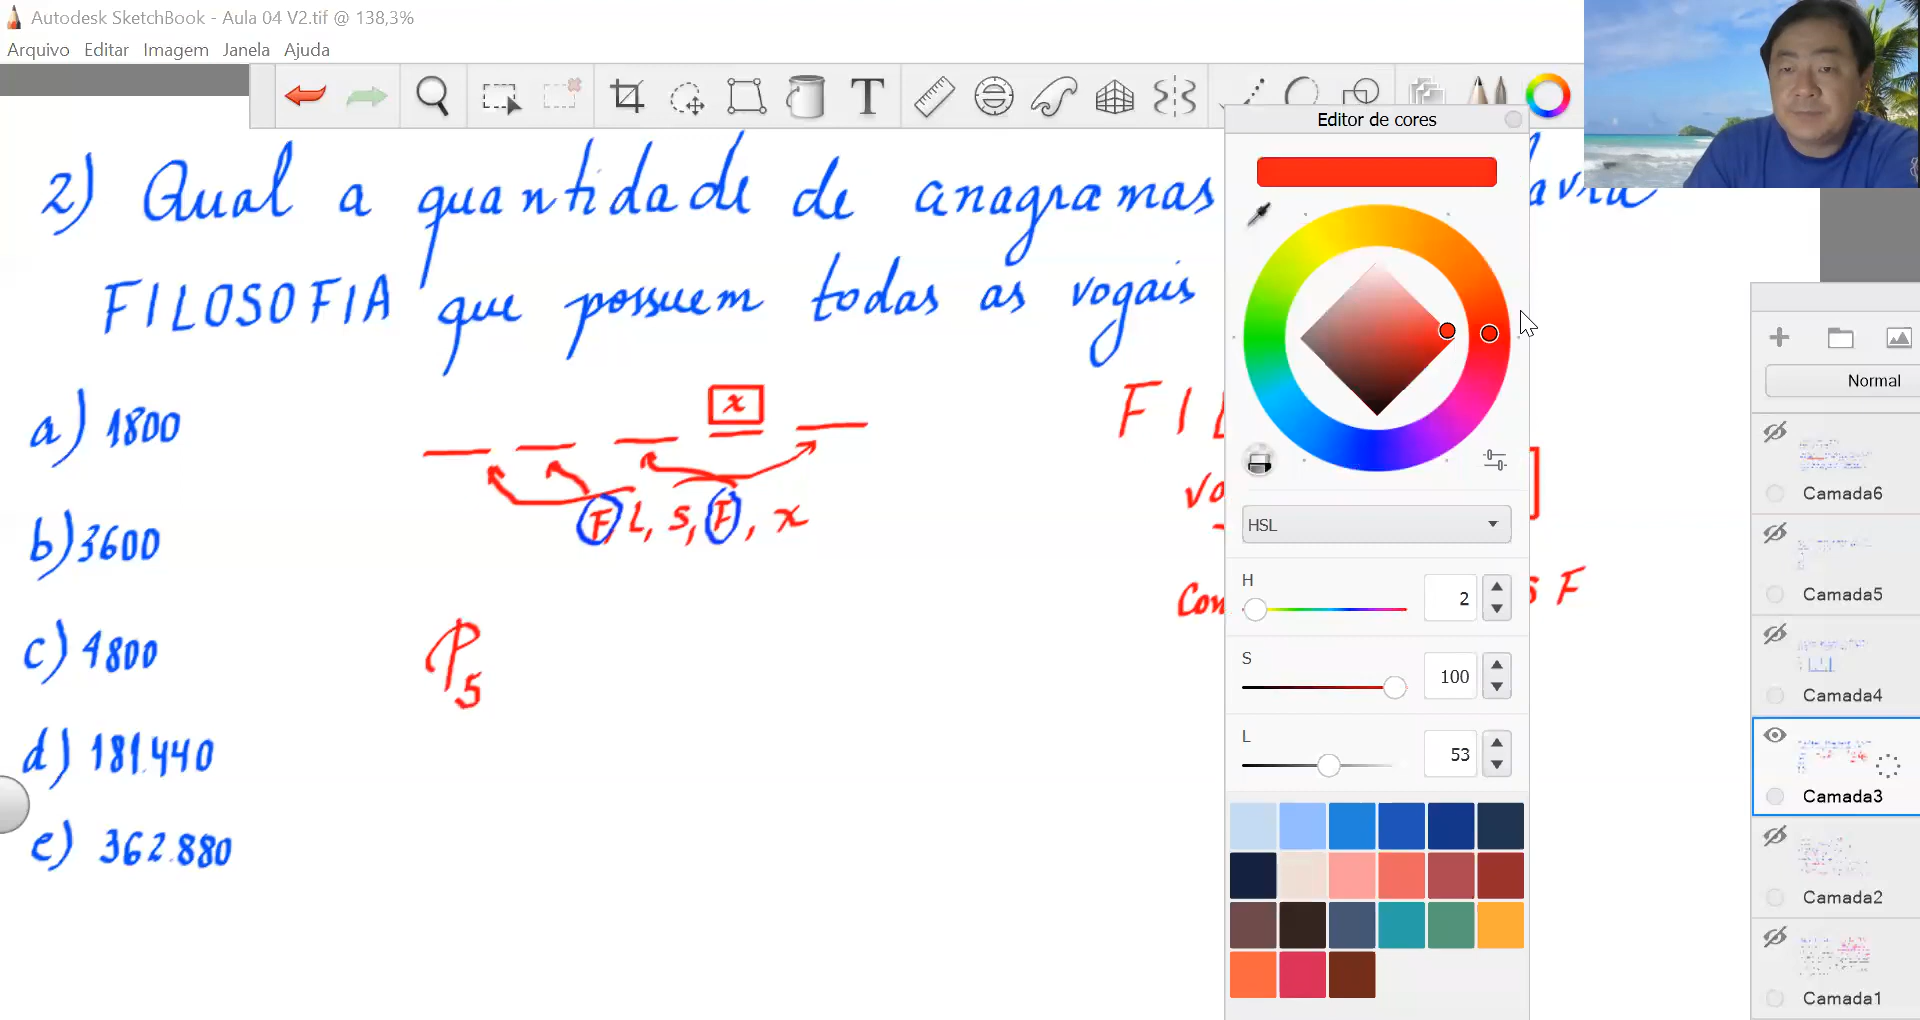 Autodesk SketchBook - Aula 04 V2.tif @ 138,3%
Arquivo Editar Imagem Janela Ajuda
T
Editor de cores
2) Qual a quantidade de anagramas
FILOSOFIA que possuem todas as vogais
a) 1800
b) 3600
c) 4800
d) 181.440
e) 362.880
x
F, L, S, F, x
P5
F I L
vo
Con
S F
HSL
H
2
S
100
L
53
Normal
Camada6
Camada5
Camada4
Camada3
Camada2
Camada1